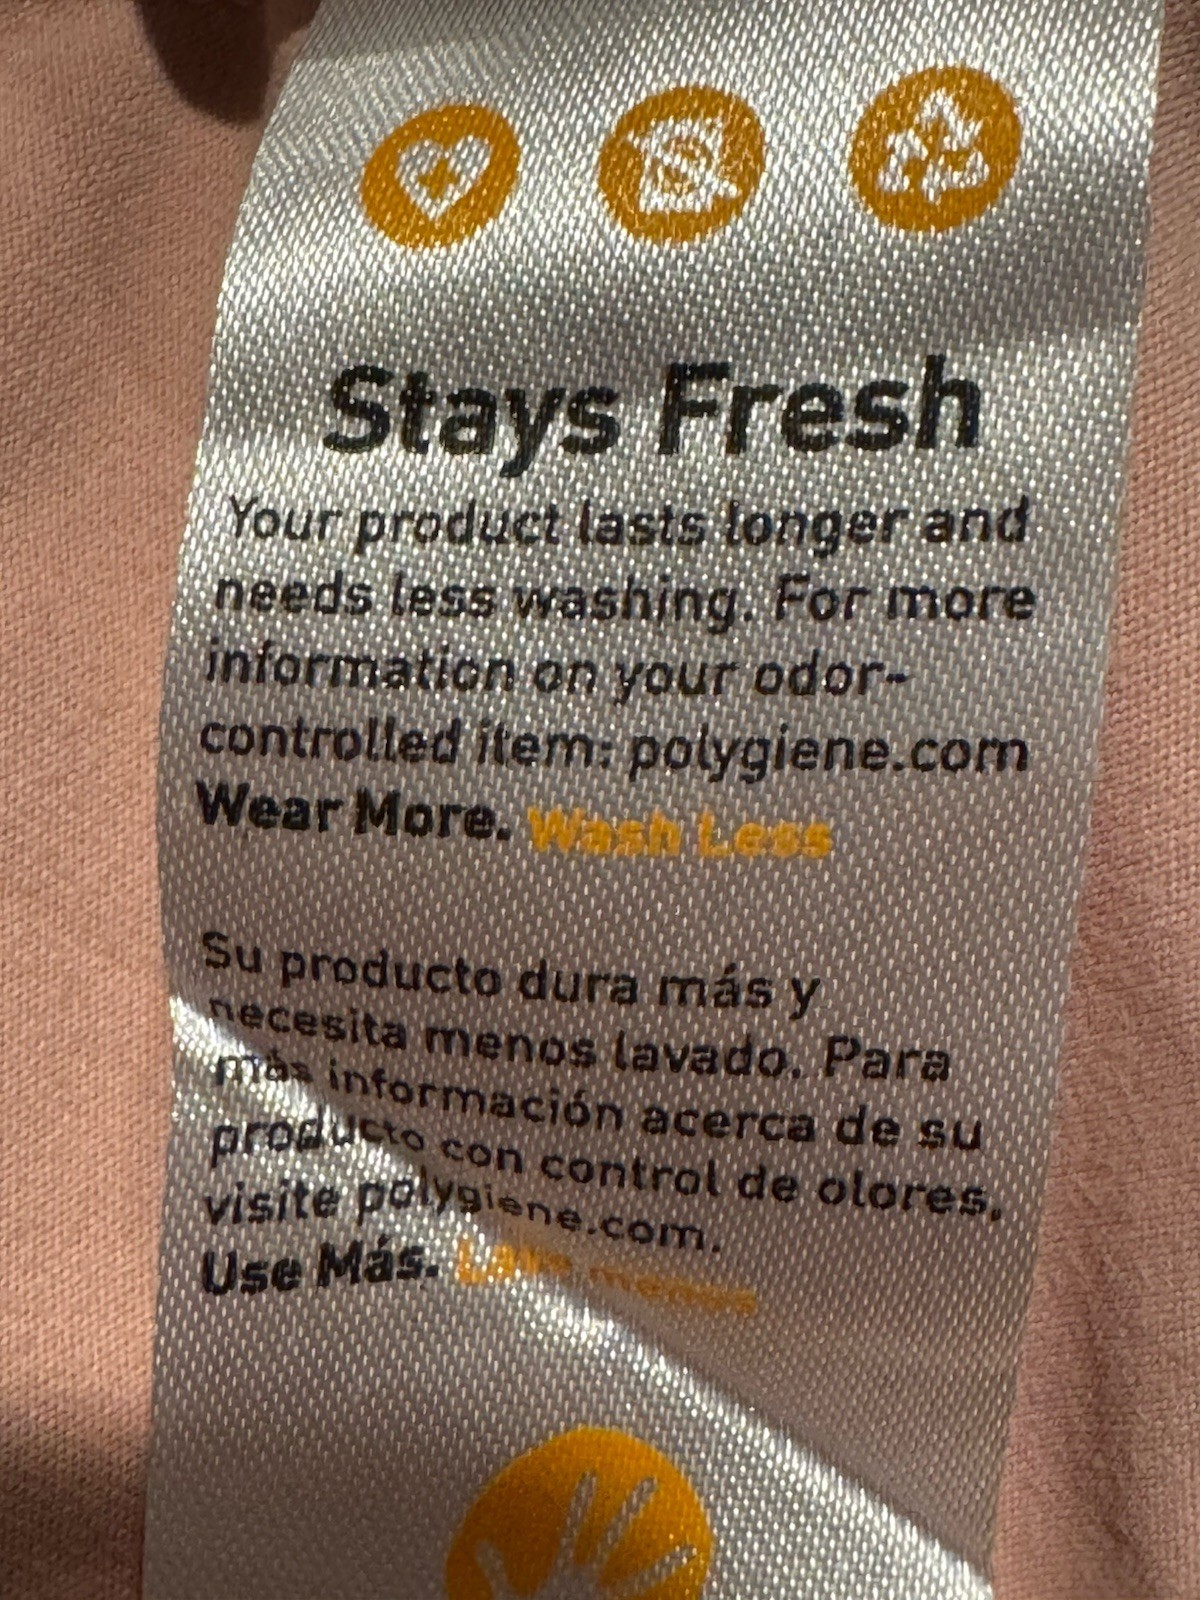 Stays Fresh
Your product lasts longer and
needs less washing. For more
information on your odor-
controlled item: polygiene.com
Wear More. Wash Less
Su producto dura más y
necesita menos lavado. Para
más información acerca de su
producto con control de olores,
visite polygiene.com.
Use Más. Lave menos